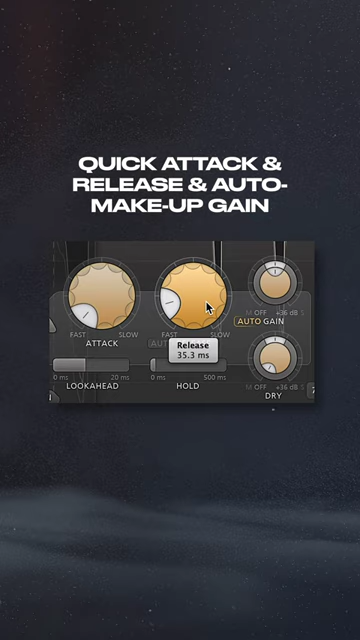 QUICK ATTACK &
RELEASE & AUTO-
MAKE-UP GAIN
M OFF +36 dB S
AUTO GAIN
FAST SLOW FAST SLOW
ATTACK (AUT
Release
35.3 ms
0 ms 20 ms 0 ms 500 ms
LOOKAHEAD HOLD
M OFF +36 dB S
DRY